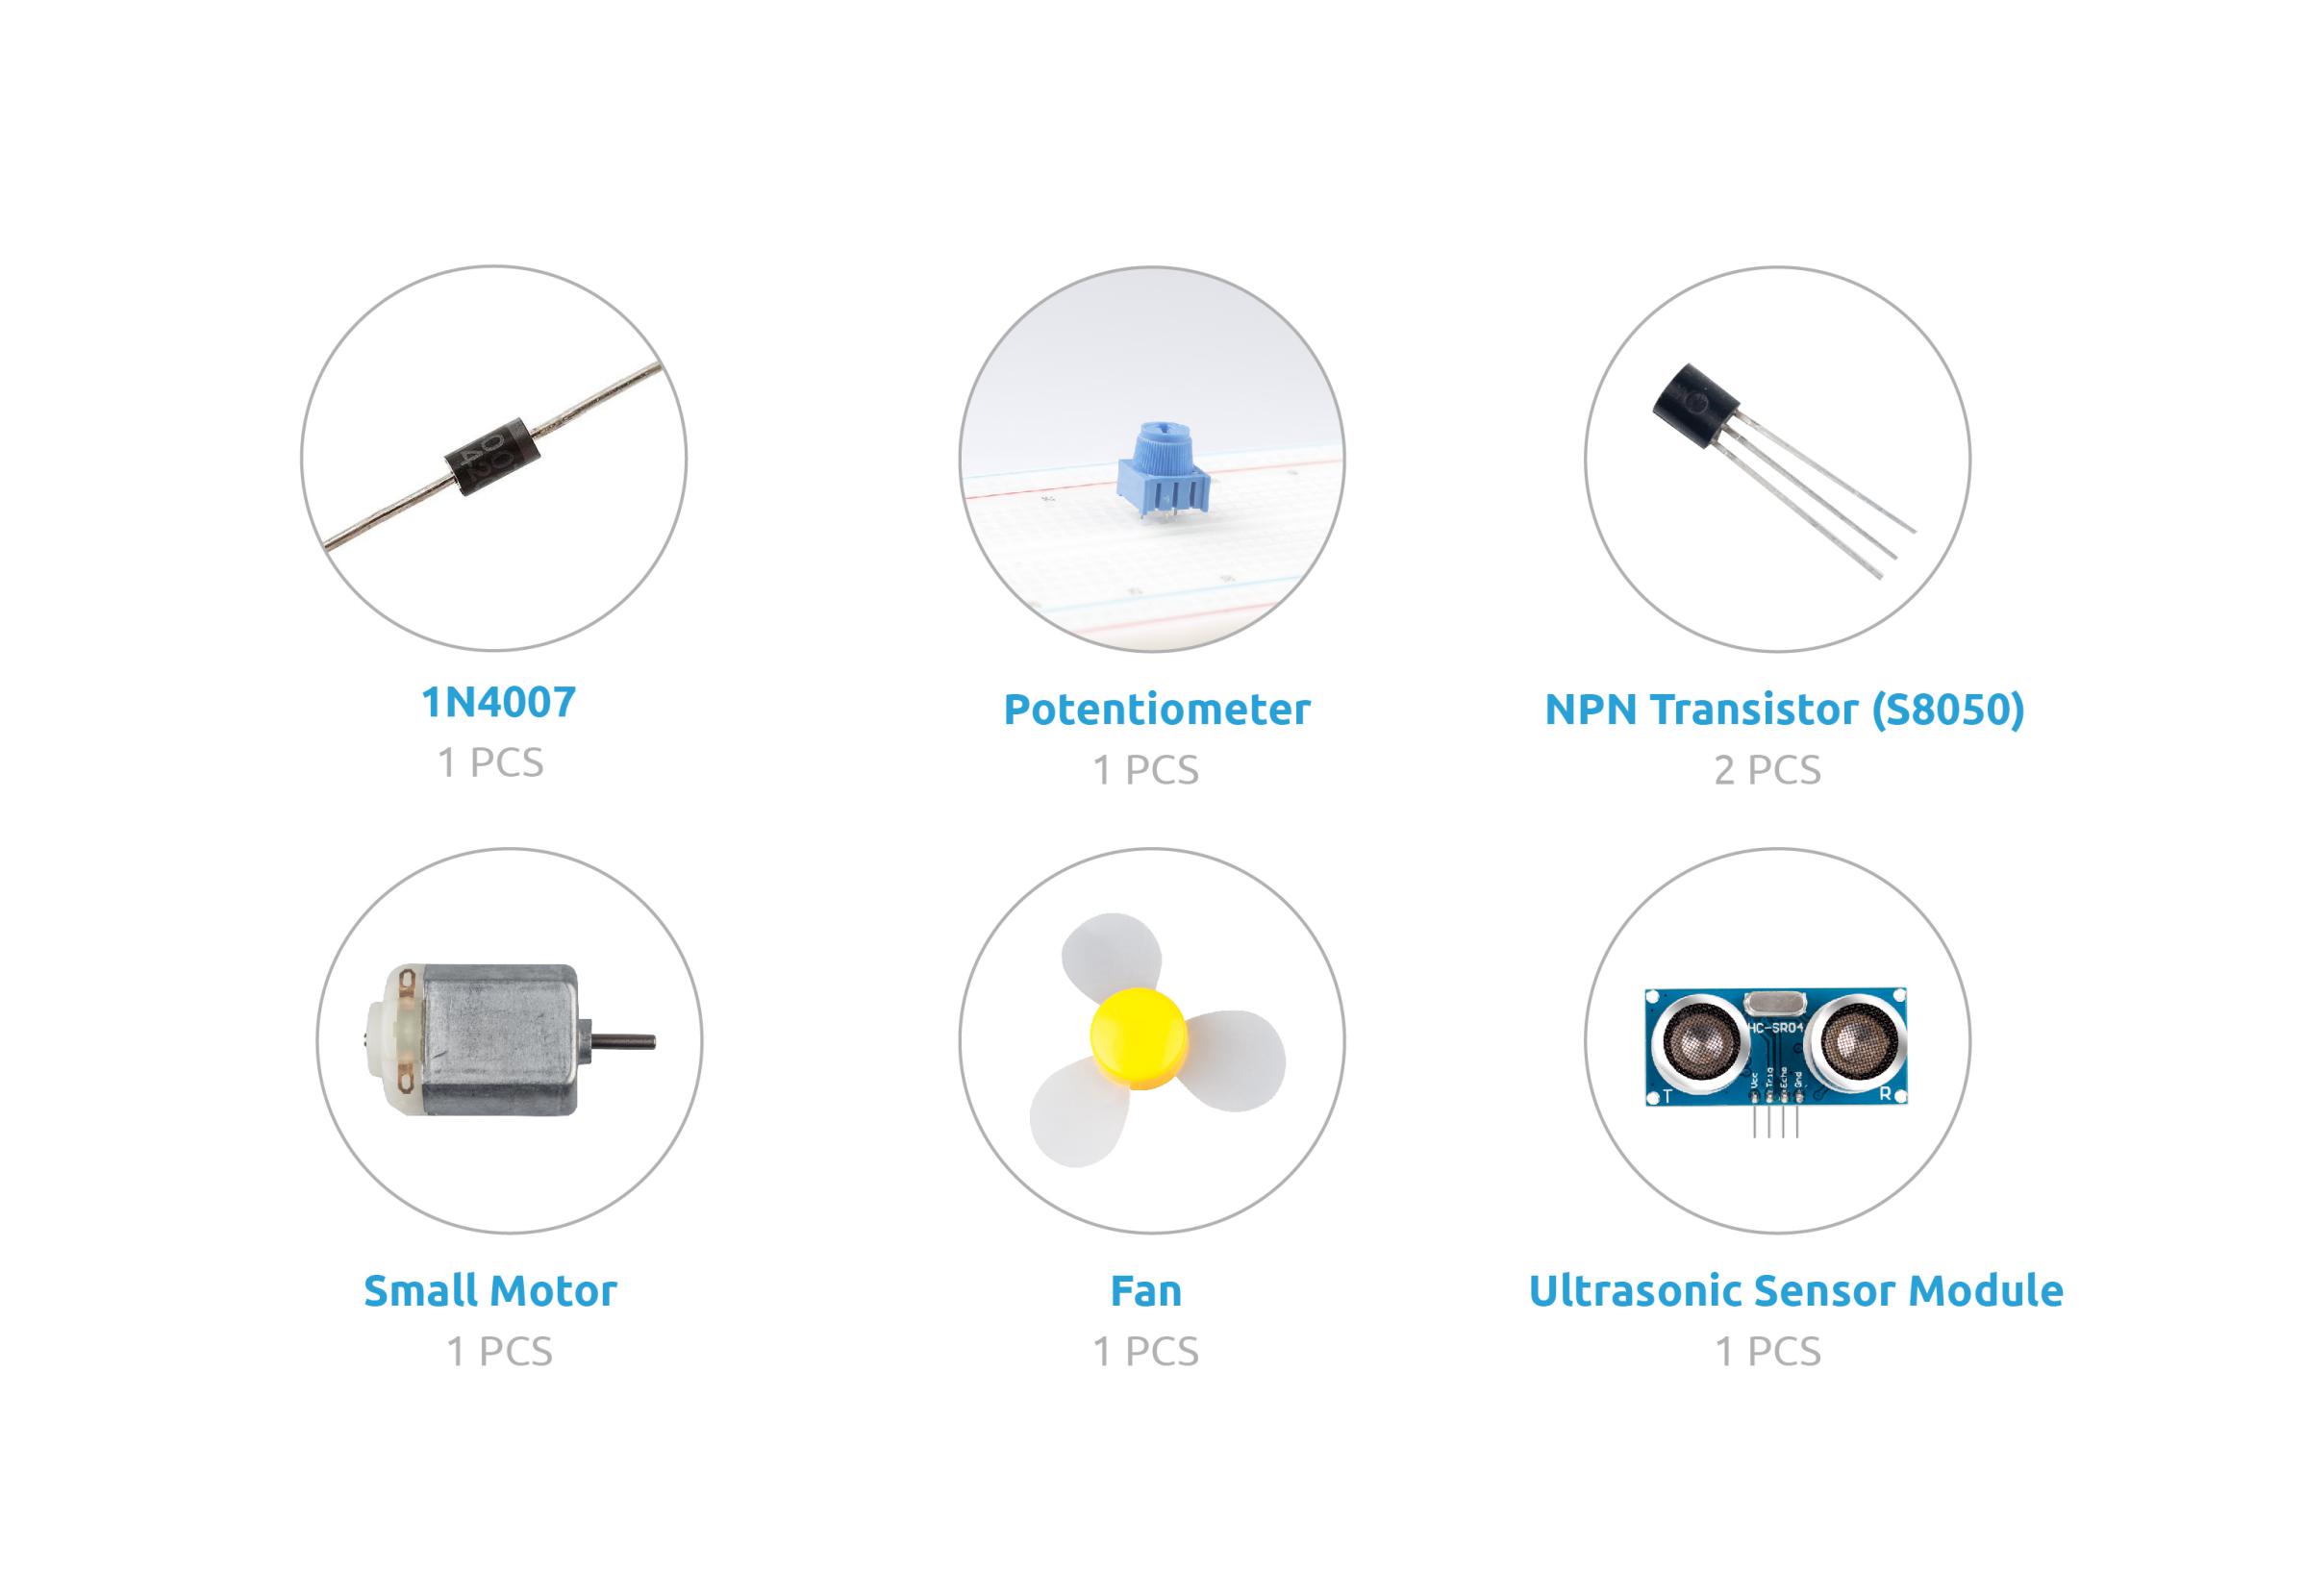 1N4007
1 PCS
Potentiometer
1 PCS
NPN Transistor (S8050)
2 PCS
Small Motor
1 PCS
Fan
1 PCS
HC-SR04
Vcc
Trig
Echo
Gnd
T
R
Ultrasonic Sensor Module
1 PCS